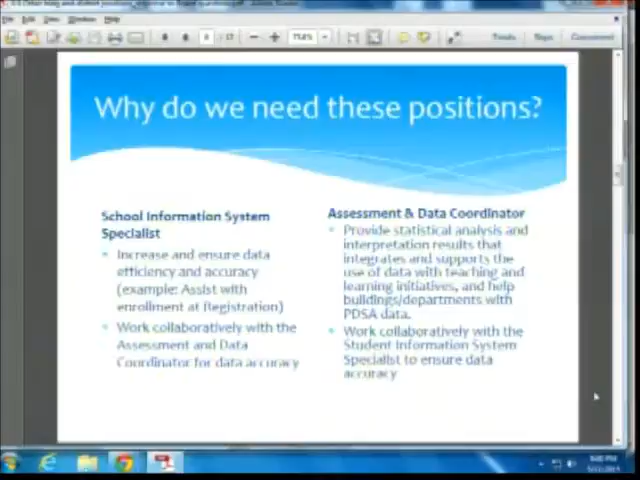 Why do we need these positions?
School Information System
Specialist
Increase and ensure data
efficiency and accuracy
(example: Assist with
enrollment at Registration)
Work collaboratively with the
Assessment and Data
Coordinator for data accuracy
Assessment & Data Coordinator
Provide statistical analysis and
interpretation results that
integrates and supports the
use of data with teaching and
learning initiatives, and help
buildings/departments with
PDSA data.
Work collaboratively with the
Student Information System
Specialist to ensure data
accuracy